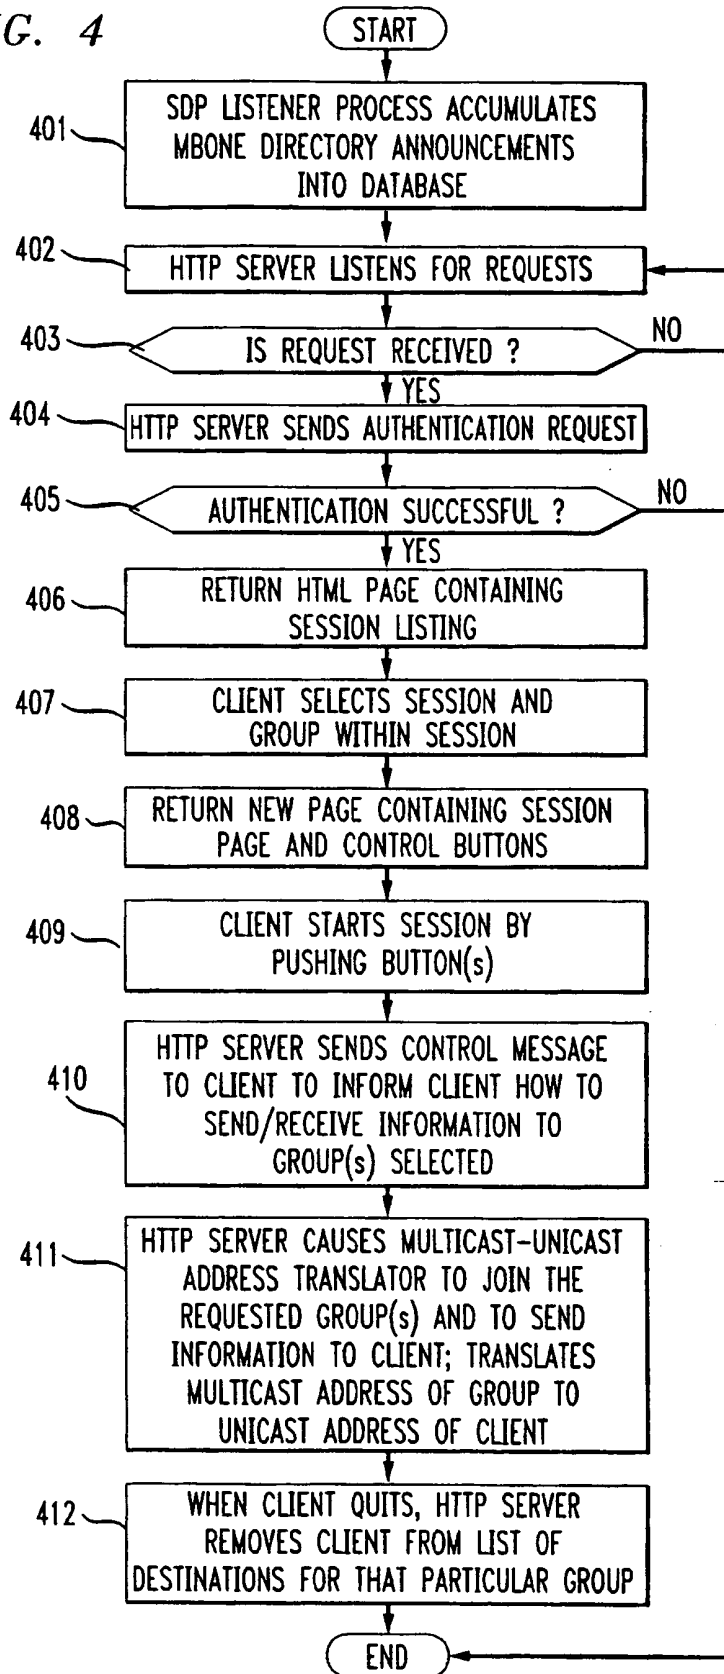 G. 4
START
401
SDP LISTENER PROCESS ACCUMULATES
MBONE DIRECTORY ANNOUNCEMENTS
INTO DATABASE
402
HTTP SERVER LISTENS FOR REQUESTS
403
IS REQUEST RECEIVED ?
NO
YES
404
HTTP SERVER SENDS AUTHENTICATION REQUEST
405
AUTHENTICATION SUCCESSFUL ?
NO
YES
406
RETURN HTML PAGE CONTAINING
SESSION LISTING
407
CLIENT SELECTS SESSION AND
GROUP WITHIN SESSION
408
RETURN NEW PAGE CONTAINING SESSION
PAGE AND CONTROL BUTTONS
409
CLIENT STARTS SESSION BY
PUSHING BUTTON(s)
410
HTTP SERVER SENDS CONTROL MESSAGE
TO CLIENT TO INFORM CLIENT HOW TO
SEND/RECEIVE INFORMATION TO
GROUP(s) SELECTED
411
HTTP SERVER CAUSES MULTICAST-UNICAST
ADDRESS TRANSLATOR TO JOIN THE
REQUESTED GROUP(s) AND TO SEND
INFORMATION TO CLIENT; TRANSLATES
MULTICAST ADDRESS OF GROUP TO
UNICAST ADDRESS OF CLIENT
412
WHEN CLIENT QUITS, HTTP SERVER
REMOVES CLIENT FROM LIST OF
DESTINATIONS FOR THAT PARTICULAR GROUP
END